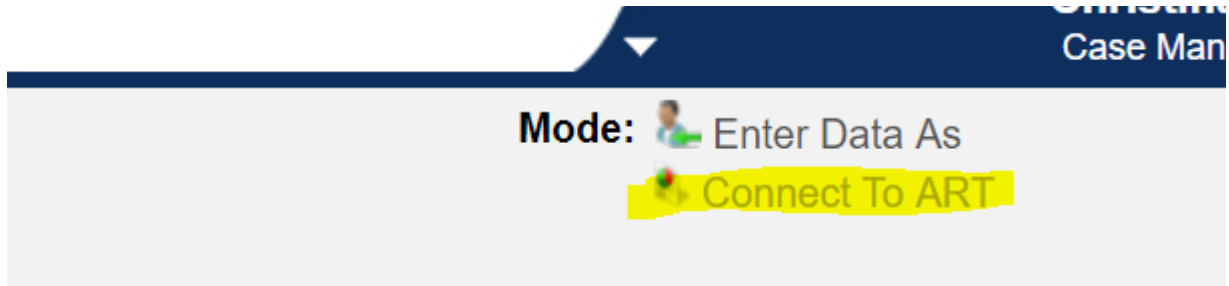 Case Man
Mode: Enter Data As
Connect To ART